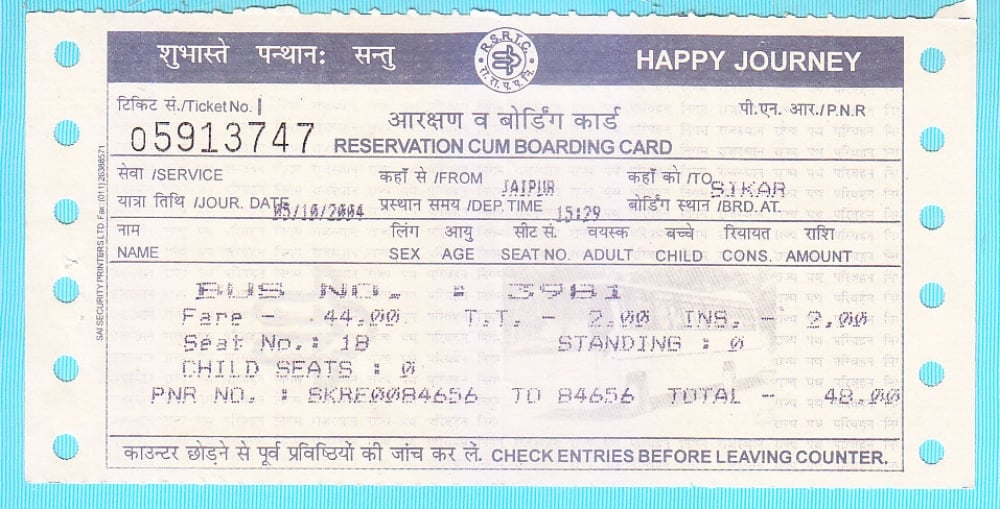 शुभास्ते पन्थान: सन्तु
R.S.R.T.C.
रा. रा. प. प. नि.
HAPPY JOURNEY
टिकिट सं./Ticket No.
पी.एन. आर./P.N.R
05913747
आरक्षण व बोर्डिंग कार्ड
RESERVATION CUM BOARDING CARD
सेवा /SERVICE कहाँ से /FROM JAIPUR कहाँ को /TO SIKAR
यात्रा तिथि /JOUR. DATE 05/10/2004 प्रस्थान समय /DEP. TIME 15:29 बोर्डिंग स्थान /BRD.AT.
नाम लिंग आयु सीट सं. वयस्क बच्चे रियायत राशि
NAME SEX AGE SEAT NO. ADULT CHILD CONS. AMOUNT
BUS NO. : 3981
Fare - 44.00 T.T. - 2.00 INS. - 2.00
Seat No.: 18 STANDING : 0
CHILD SEATS : 0
PNR NO. : SKRE0084656 TO 84656 TOTAL - 48.00
काउन्टर छोड़ने से पूर्व प्रविष्ठियों की जांच कर लें. CHECK ENTRIES BEFORE LEAVING COUNTER.
SAI SECURITY PRINTERS LTD Fax: (011) 26388571